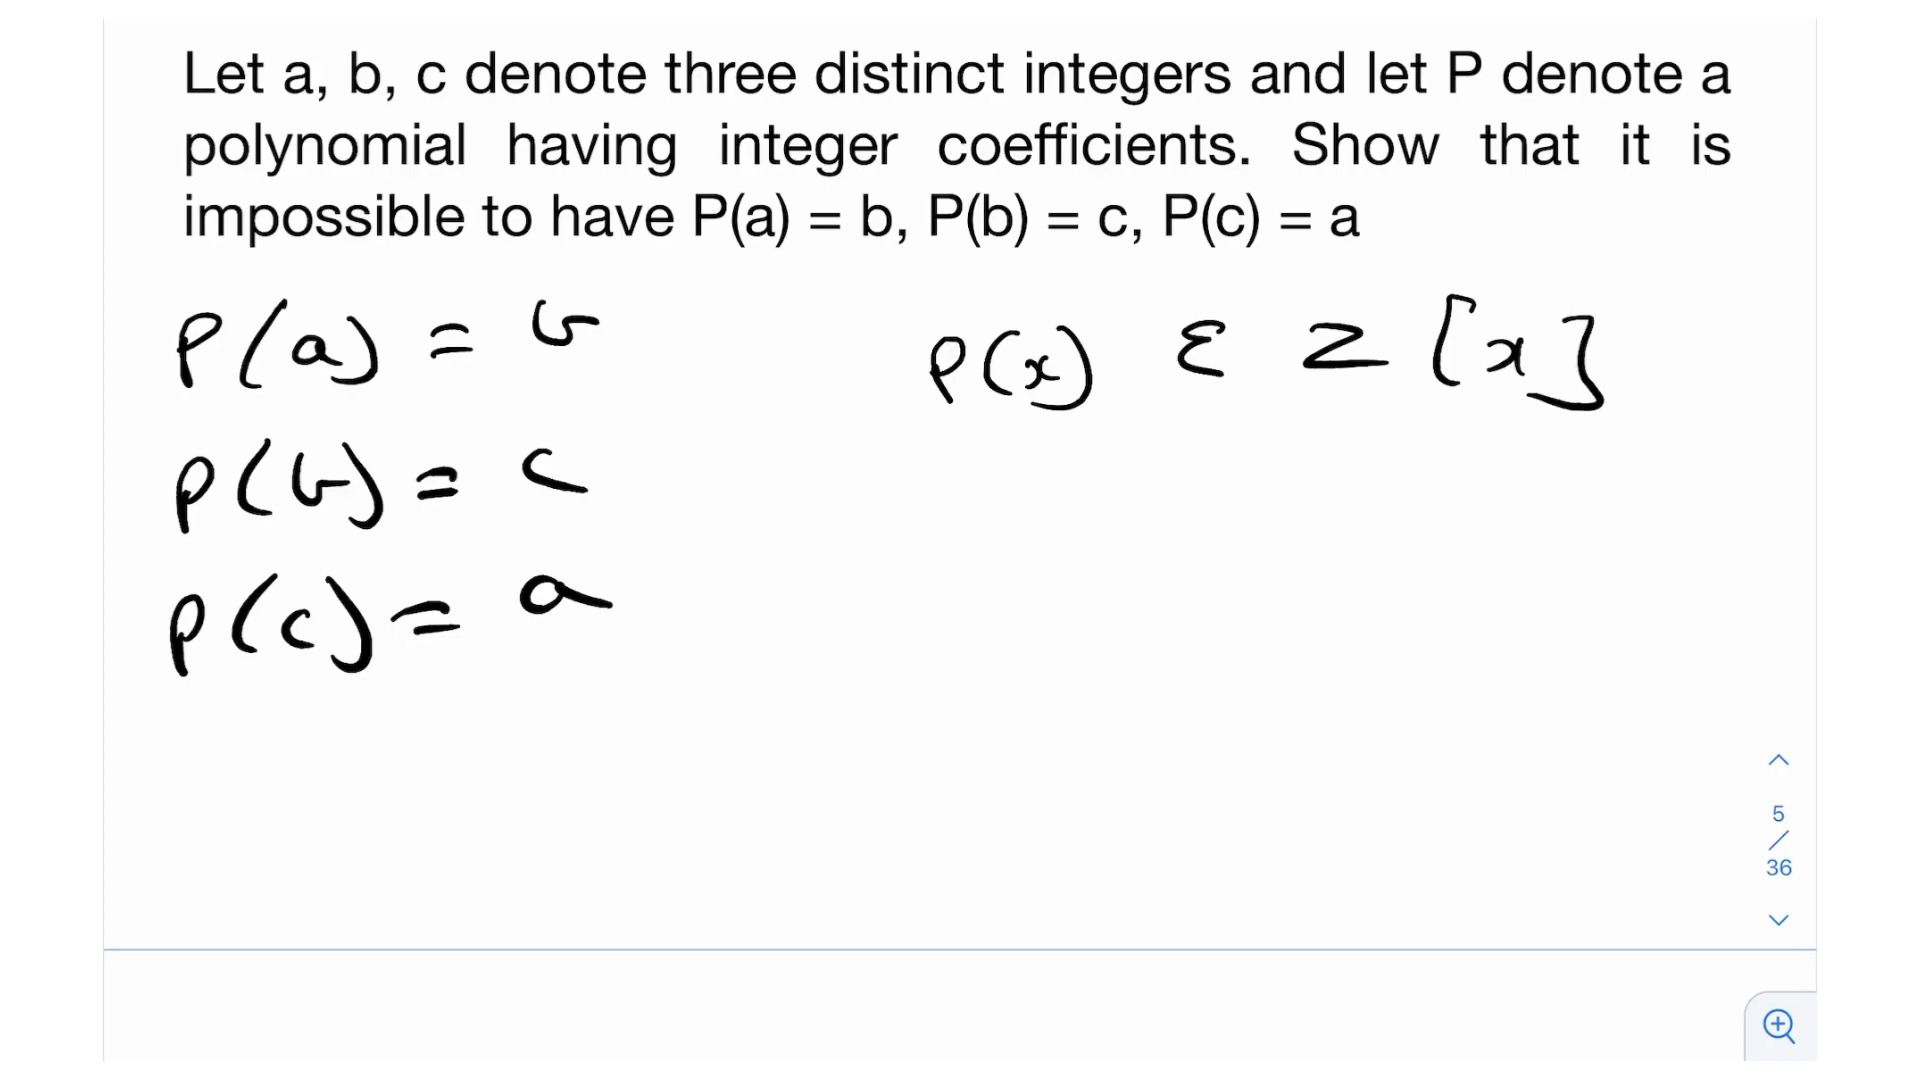 Let a, b, c denote three distinct integers and let P denote a
polynomial having integer coefficients. Show that it is
impossible to have P(a) = b, P(b) = c, P(c) = a
P(a) = b
P(x) ε Z [x]
P(b) = c
P(c) = a
5
/
36